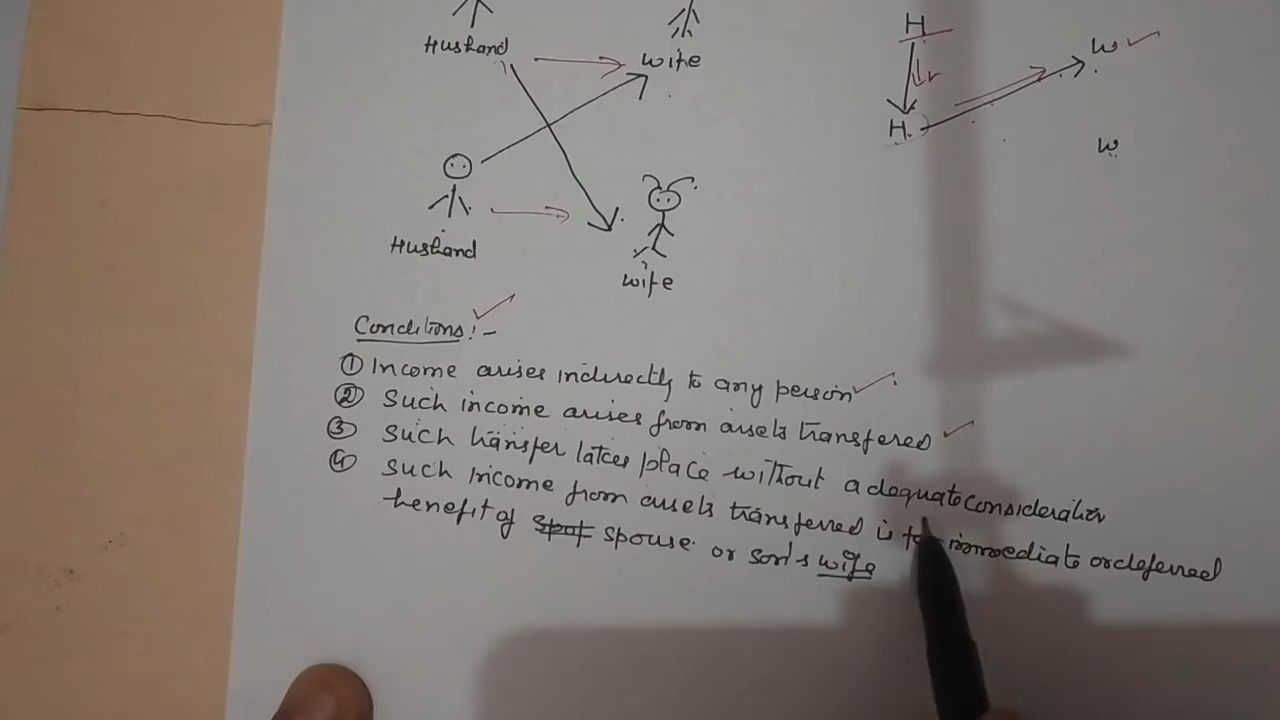 Husband
wife
H
W
r
H
W
Husband
wife
Conditions:-
① Income arises indirectly to any person
② Such income arises from assets transfered
③ Such transfer takes place without adequate consideration
④ Such income from assets transferred is for immediate or deferred
benefit of spouse or son's wife